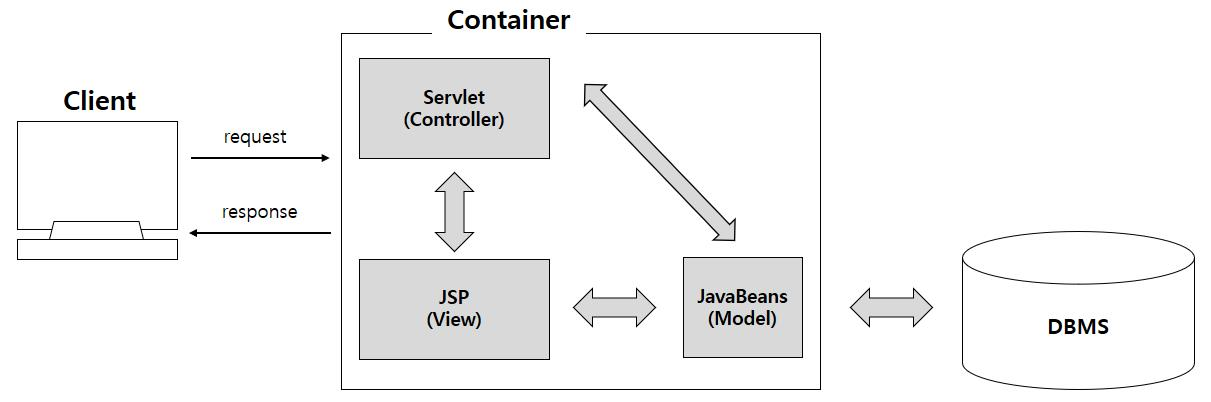 Container
Client
request
response
Servlet
(Controller)
JSP
(View)
JavaBeans
(Model)
DBMS